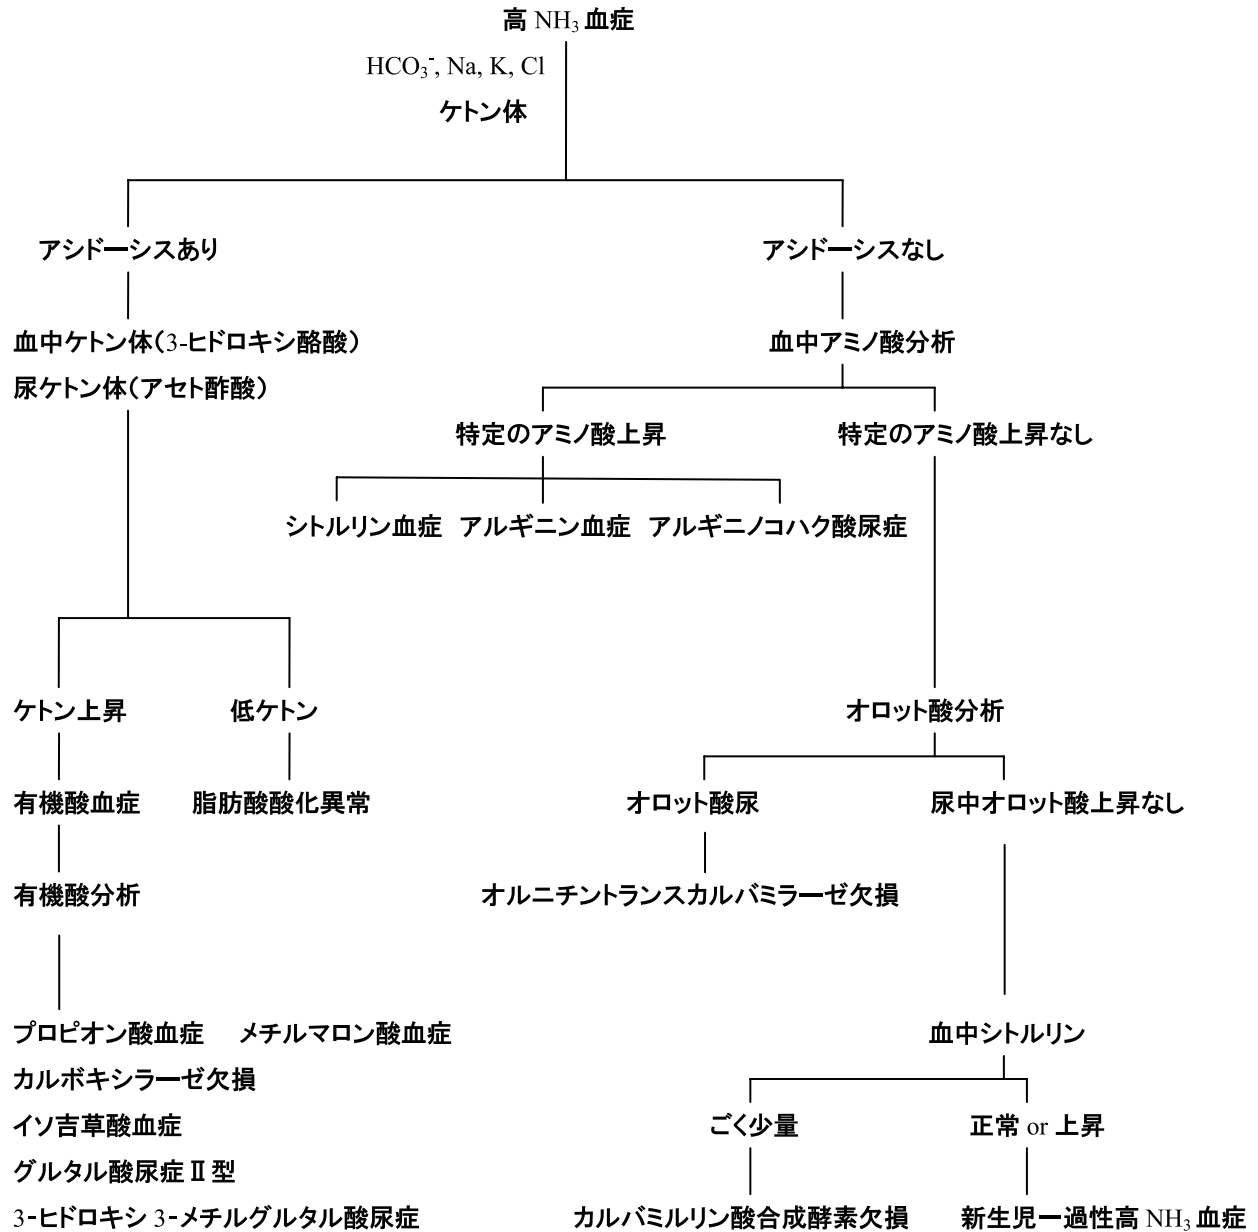 高 NH₃ 血症
HCO₃⁻, Na, K, Cl
ケトン体
アシドーシスあり
アシドーシスなし
血中ケトン体（3-ヒドロキシ酪酸）
血中アミノ酸分析
尿ケトン体（アセト酢酸）
特定のアミノ酸上昇
特定のアミノ酸上昇なし
シトルリン血症 アルギニン血症 アルギニノコハク酸尿症
ケトン上昇
低ケトン
オロット酸分析
有機酸血症
脂肪酸酸化異常
オロット酸尿
尿中オロット酸上昇なし
有機酸分析
オルニチントランスカルバミラーゼ欠損
プロピオン酸血症 メチルマロン酸血症
血中シトルリン
カルボキシラーゼ欠損
イソ吉草酸血症
ごく少量
正常 or 上昇
グルタル酸尿症Ⅱ型
3-ヒドロキシ 3-メチルグルタル酸尿症
カルバミルリン酸合成酵素欠損
新生児一過性高 NH₃ 血症